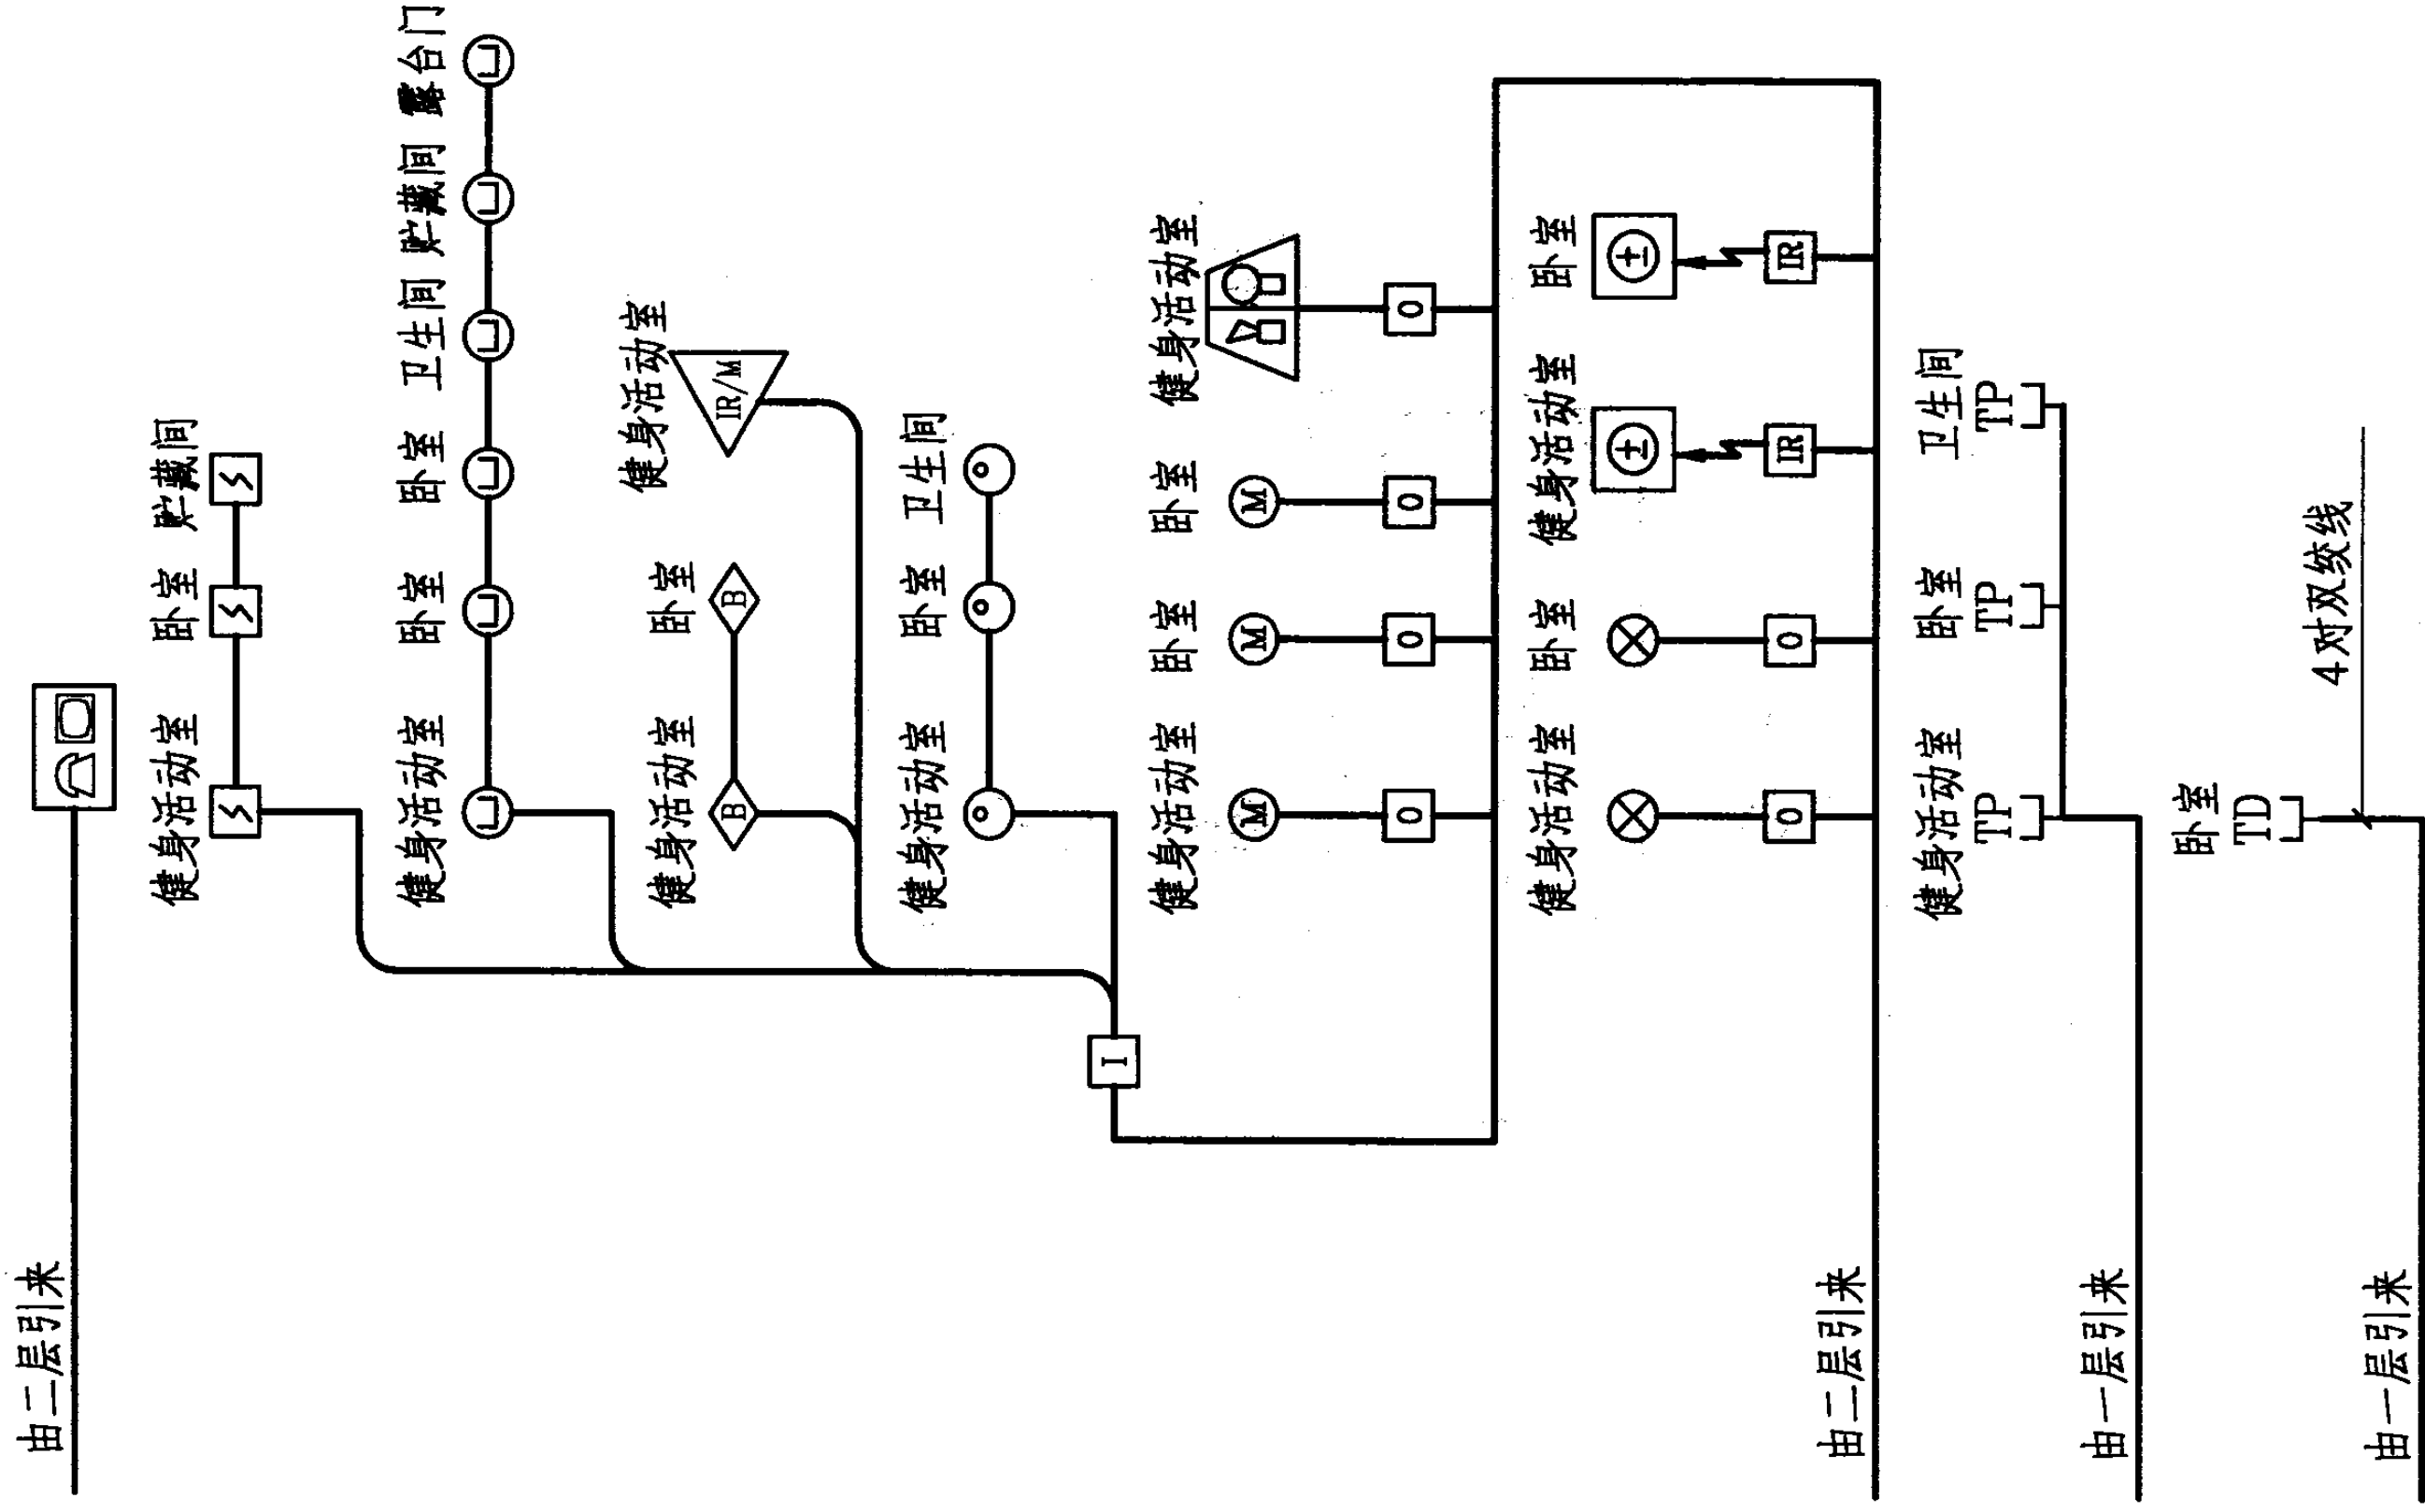 由二层引来
健身活动室 卧室 贮藏间
健身活动室 卧室 卧室 卫生间 贮藏间 露台门
健身活动室 卧室 健身活动室
B B IR/M
健身活动室 卧室 卫生间
I
健身活动室 卧室 卧室 健身活动室
M M M
O O O O
健身活动室 卧室 健身活动室 卧室
± ±
O O IR IR
由二层引来
健身活动室 卧室 卫生间
TP TP TP
由一层引来
卧室
TD
4对双绞线
由一层引来